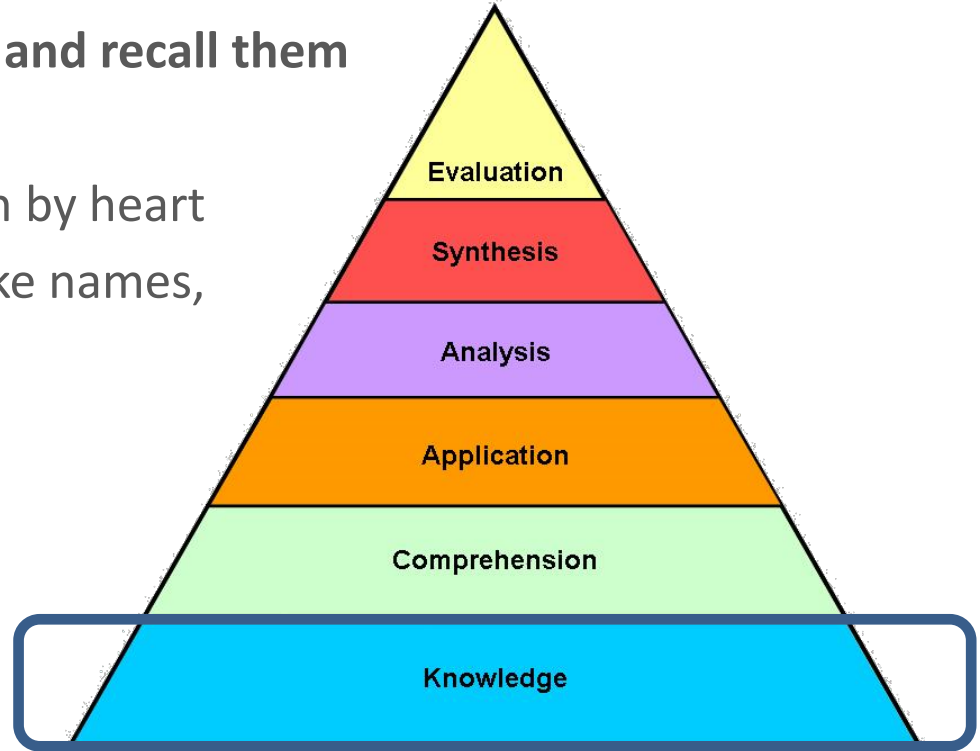 and recall them
by heart
names,
Evaluation
Synthesis
Analysis
Application
Comprehension
Knowledge